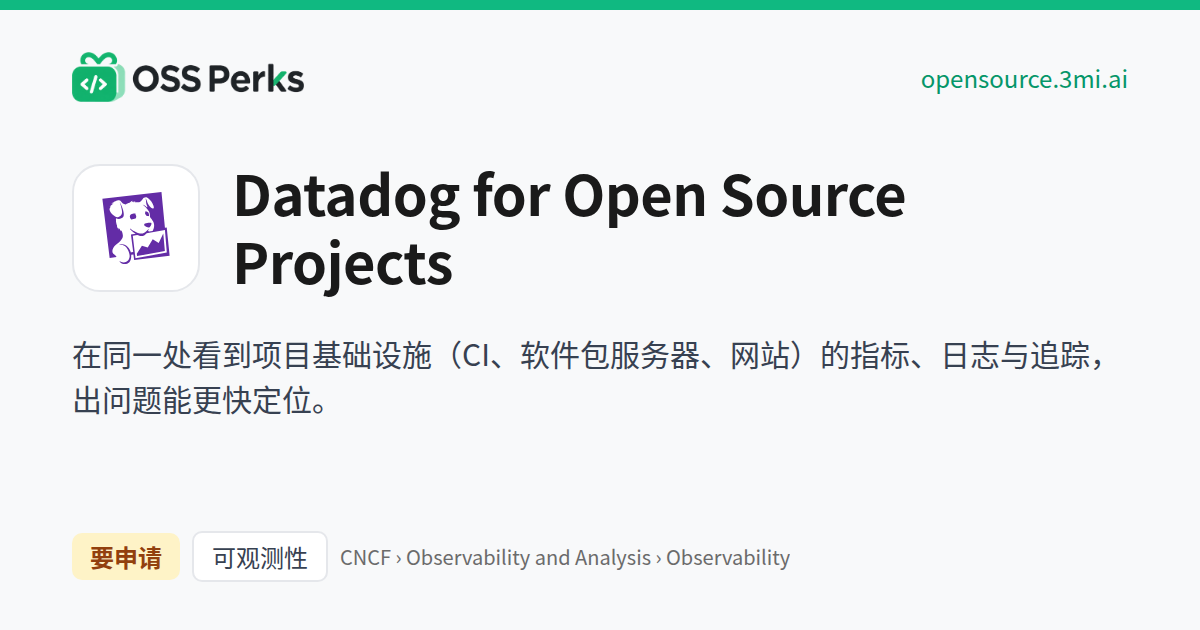 OSS Perks
opensource.3mi.ai
Datadog for Open Source
Projects
在同一处看到项目基础设施（CI、软件包服务器、网站）的指标、日志与追踪，
出问题能更快定位。
要申请
可观测性
CNCF › Observability and Analysis › Observability